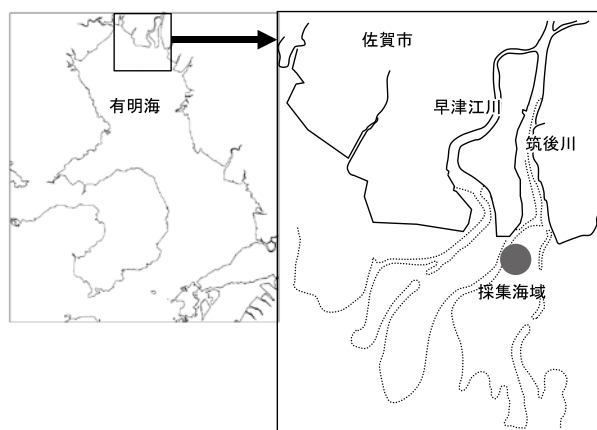 有明海
佐賀市
早津江川
筑後川
採集海域